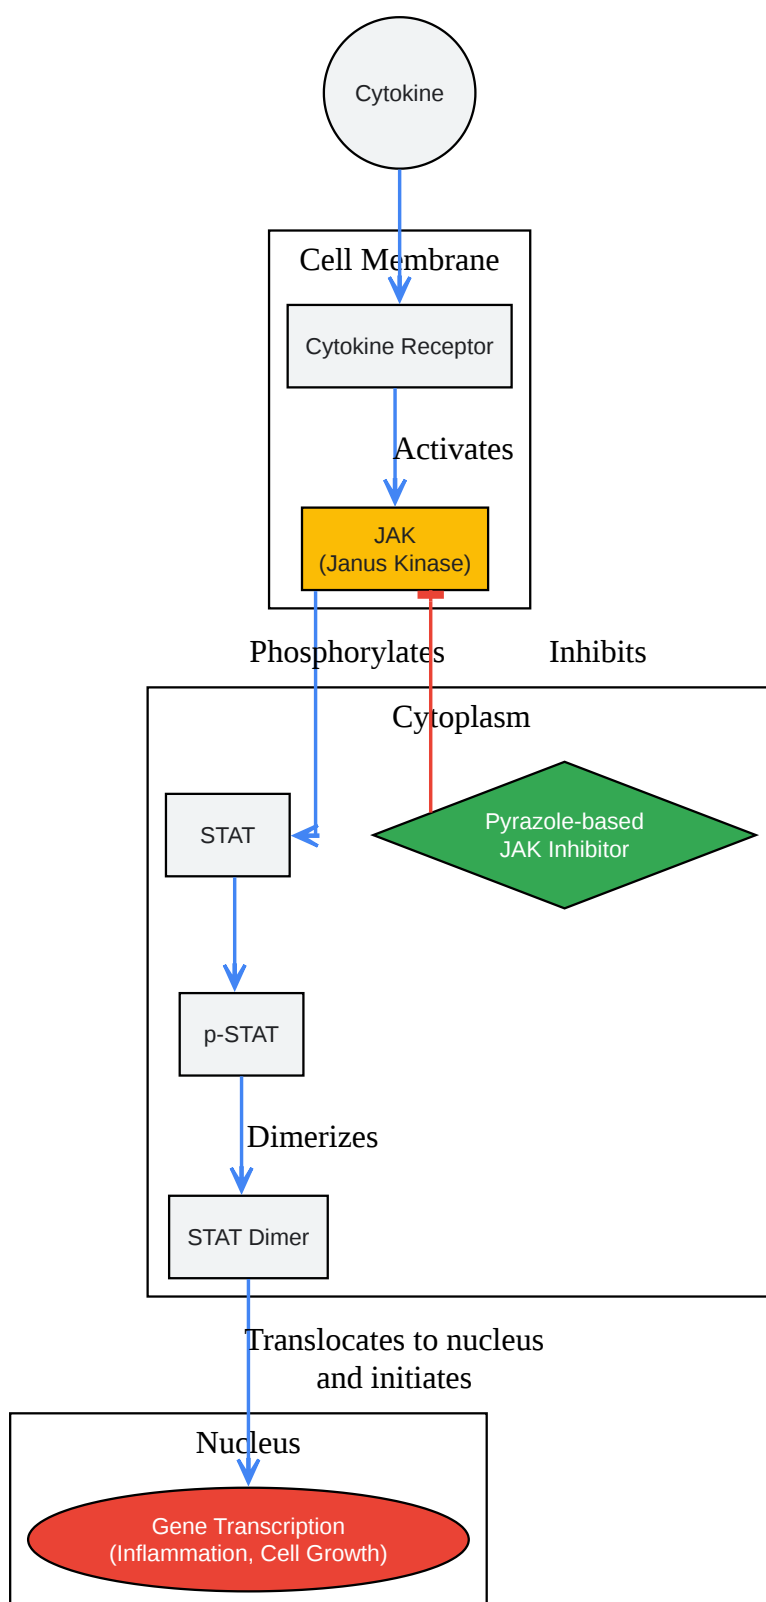 Cytokine
Cell Membrane
Cytokine Receptor
Activates
JAK
(Janus Kinase)
Phosphorylates
Inhibits
Cytoplasm
STAT
Pyrazole-based
JAK Inhibitor
p-STAT
Dimerizes
STAT Dimer
Translocates to nucleus
and initiates
Nucleus
Gene Transcription
(Inflammation, Cell Growth)